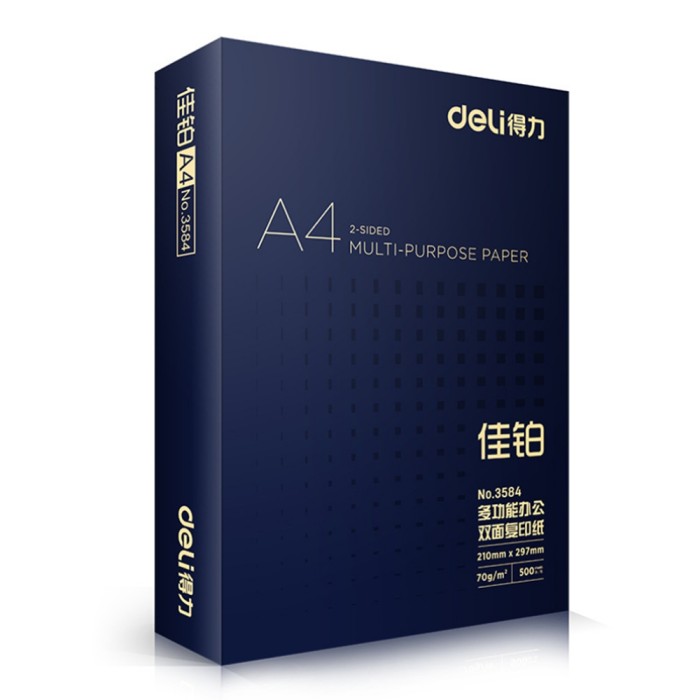 deli得力
A4 2-SIDED
MULTI-PURPOSE PAPER
佳铂
No.3584
多功能办公
双面复印纸
210mm x 297mm
70g/m² 500
佳铂 A4 No.3584
deli得力